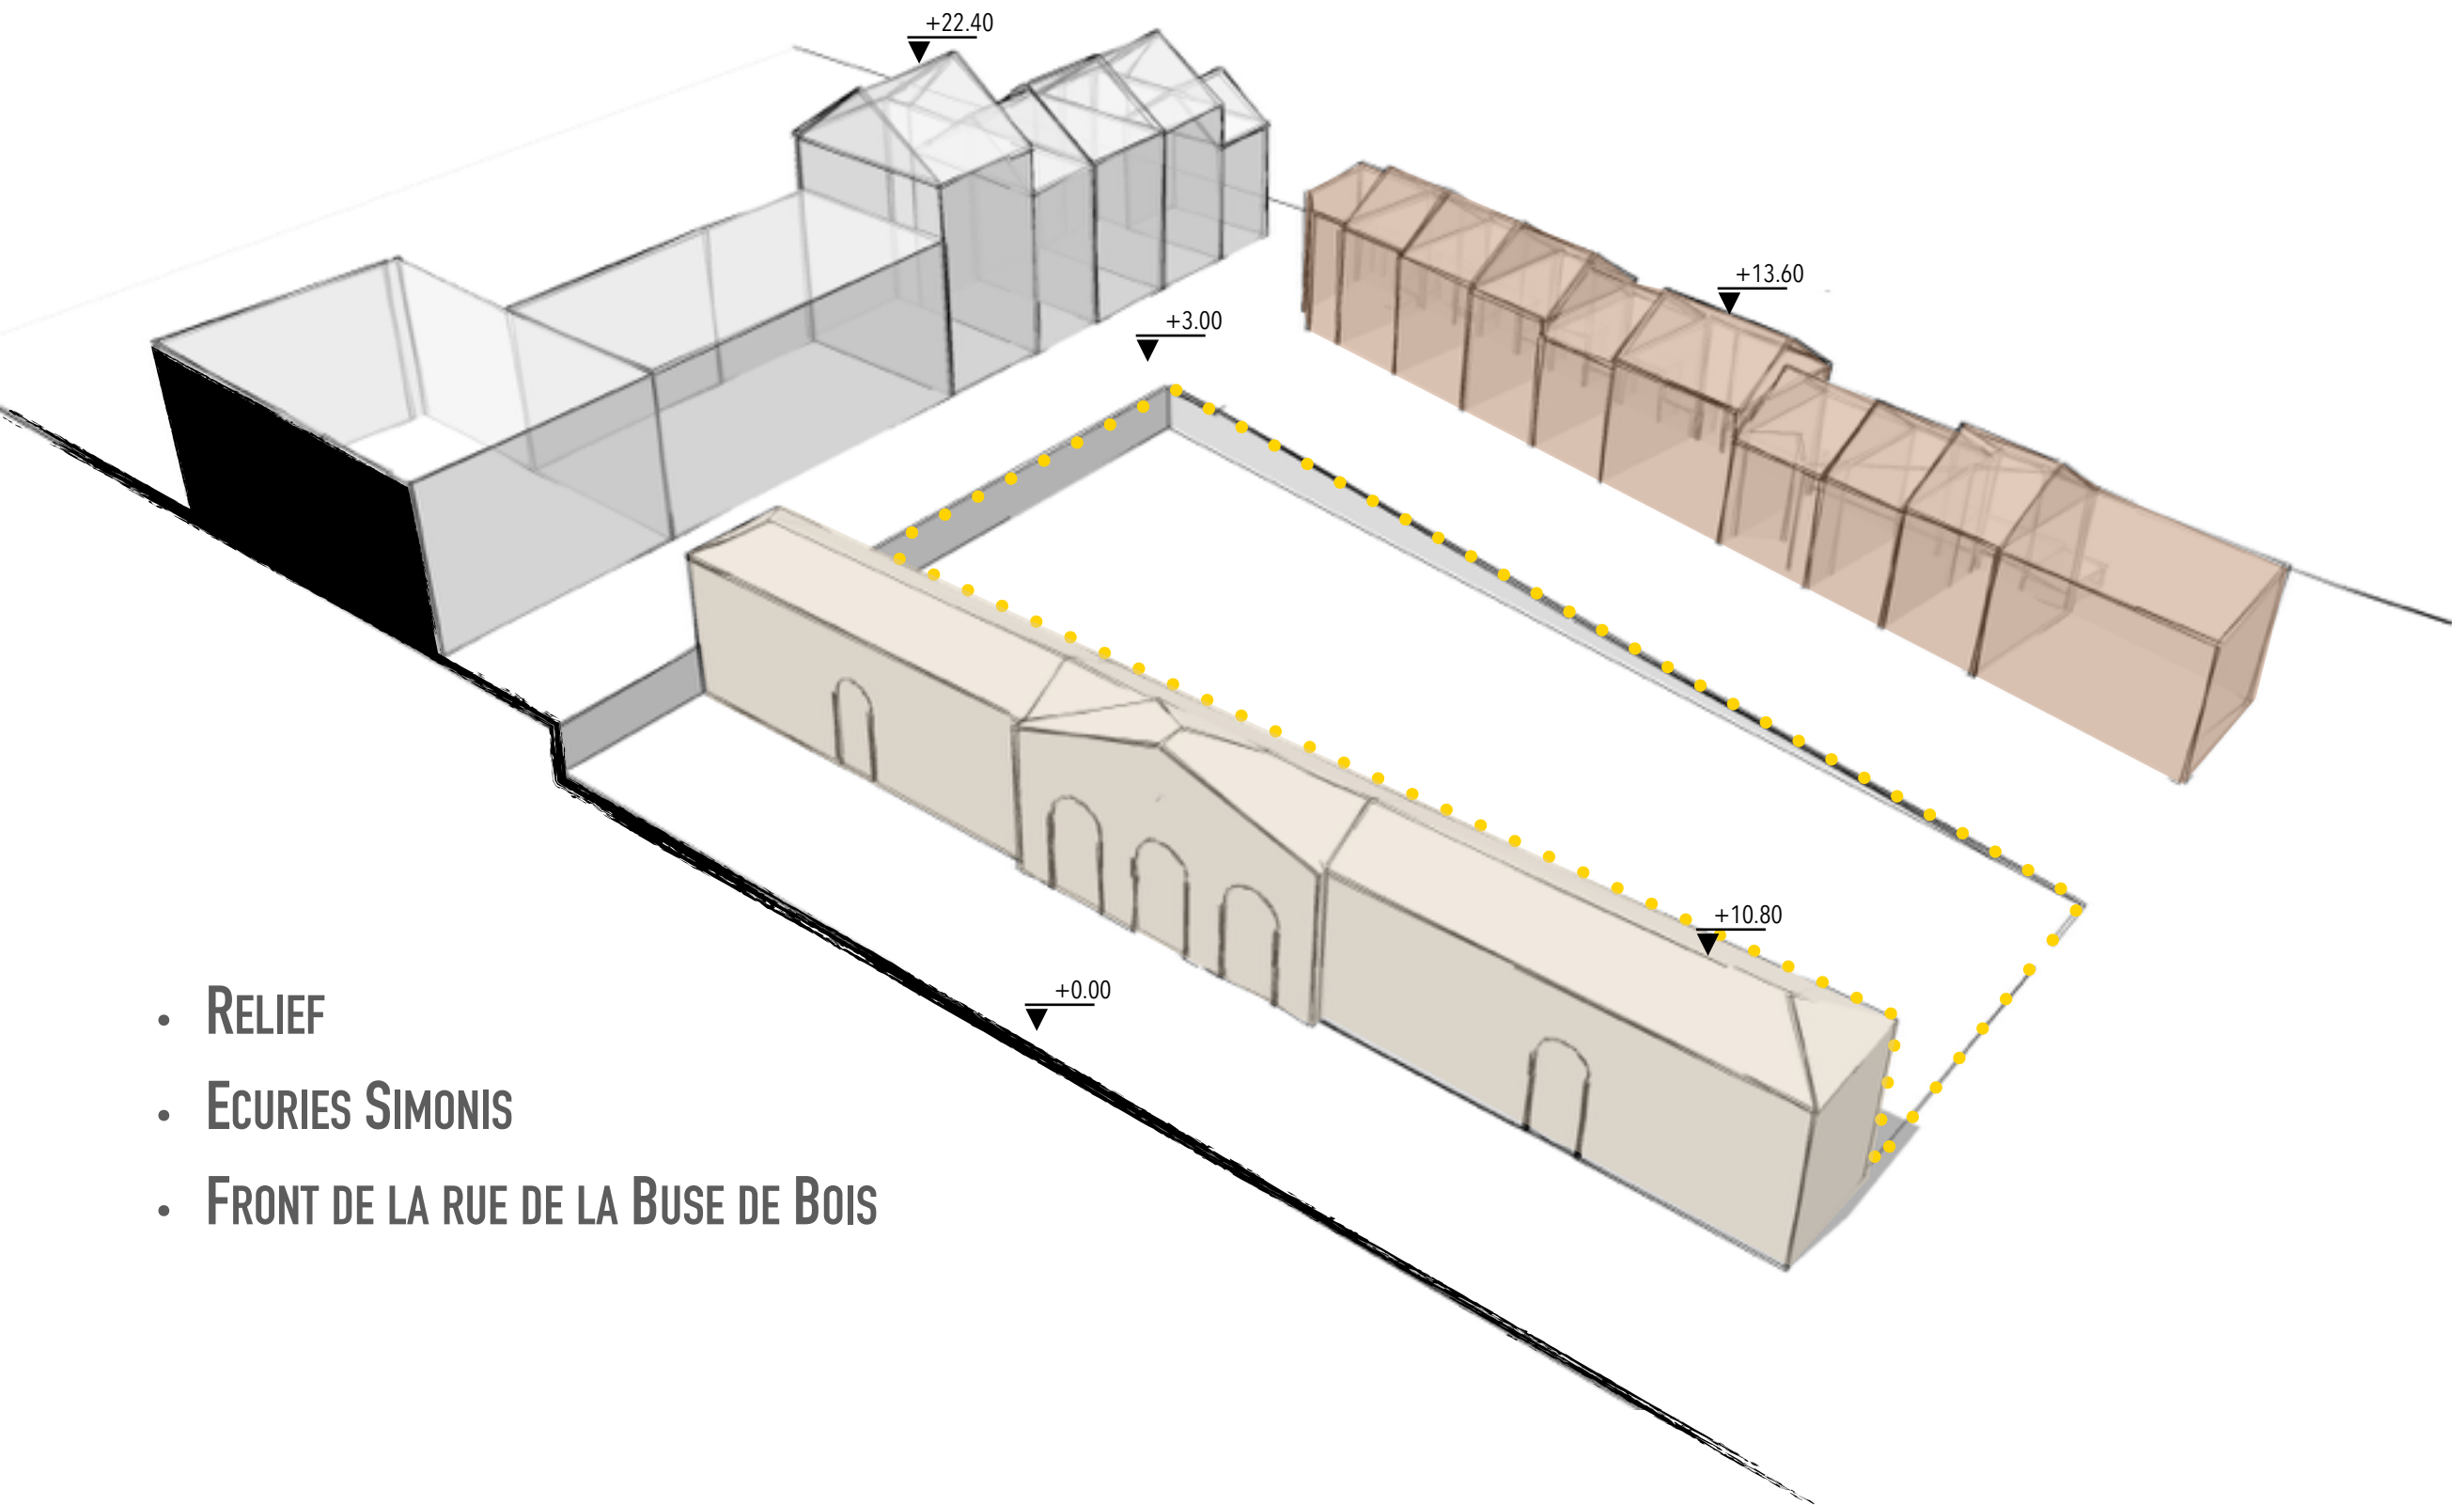 +22.40
+13.60
+3.00
+10.80
+0.00
• Relief
• Ecuries Simonis
• Front de la rue de la Buse de Bois